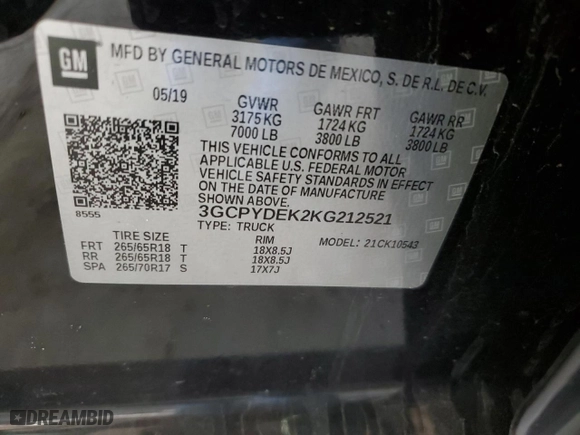 GM
MFD BY GENERAL MOTORS DE MEXICO, S. DE R.L. DE C.V.
05/19 GVWR GAWR FRT GAWR RR
3175 KG 1724 KG 1724 KG
7000 LB 3800 LB 3800 LB
THIS VEHICLE CONFORMS TO ALL
APPLICABLE U.S. FEDERAL MOTOR
VEHICLE SAFETY STANDARDS IN EFFECT
ON THE DATE OF MANUFACTURE
SHOWN ABOVE.
8555 3GCPYDEK2KG212521
TYPE: TRUCK
TIRE SIZE RIM MODEL: 21CK10543
FRT 265/65R18 T 18X8.5J
RR 265/65R18 T 18X8.5J
SPA 265/70R17 S 17X7J
DREAMBID